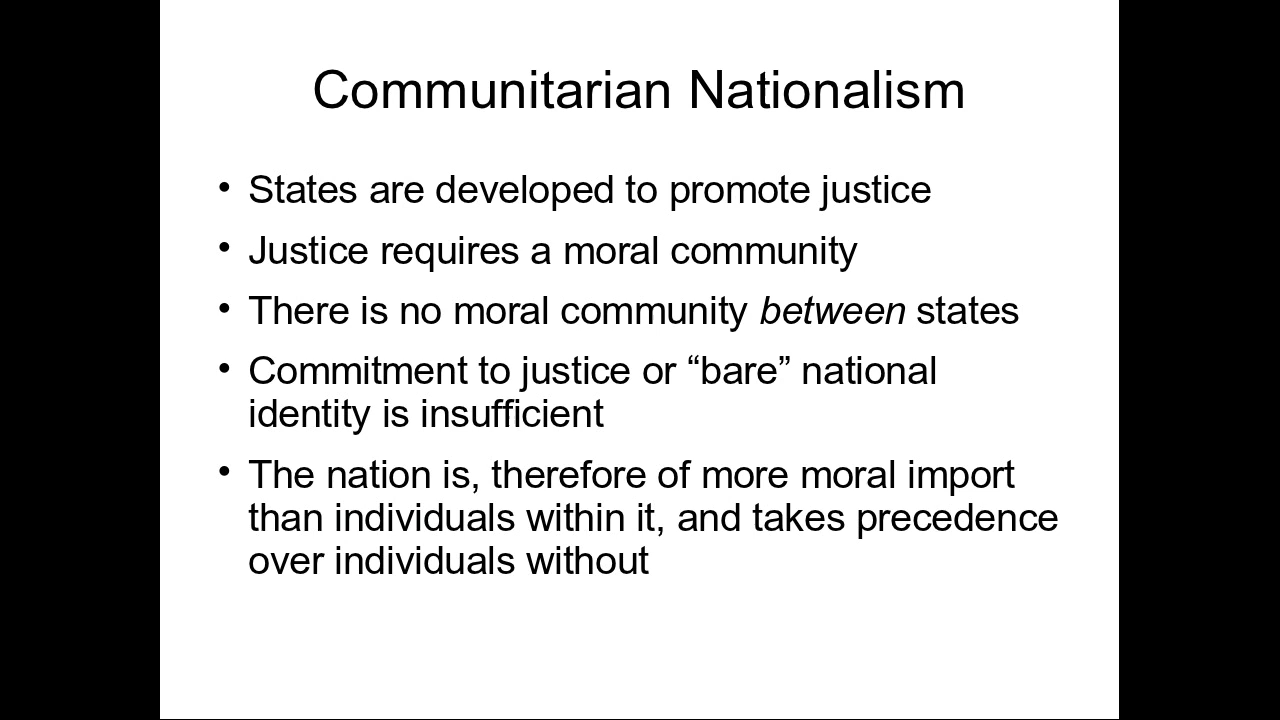 Communitarian Nationalism
• States are developed to promote justice
• Justice requires a moral community
• There is no moral community between states
• Commitment to justice or “bare” national
identity is insufficient
• The nation is, therefore of more moral import
than individuals within it, and takes precedence
over individuals without